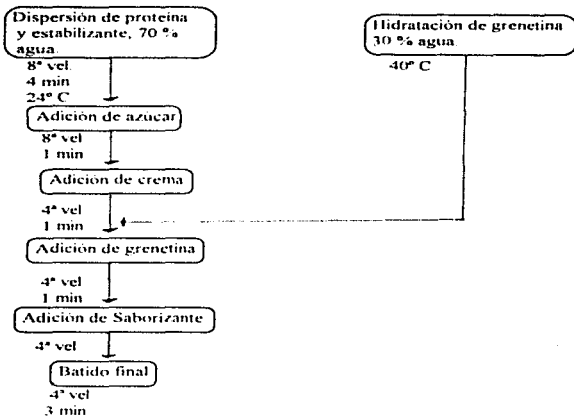 Dispersión de proteína
y estabilizante, 70 %
agua.
Hidratación de grenetina
30 % agua.
8ª vel.
4 min
24º C
40º C
Adición de azúcar
8ª vel
1 min
Adición de crema
4ª vel
1 min
Adición de grenetina
4ª vel
1 min
Adición de Saborizante
4ª vel
Batido final
4ª vel
3 min